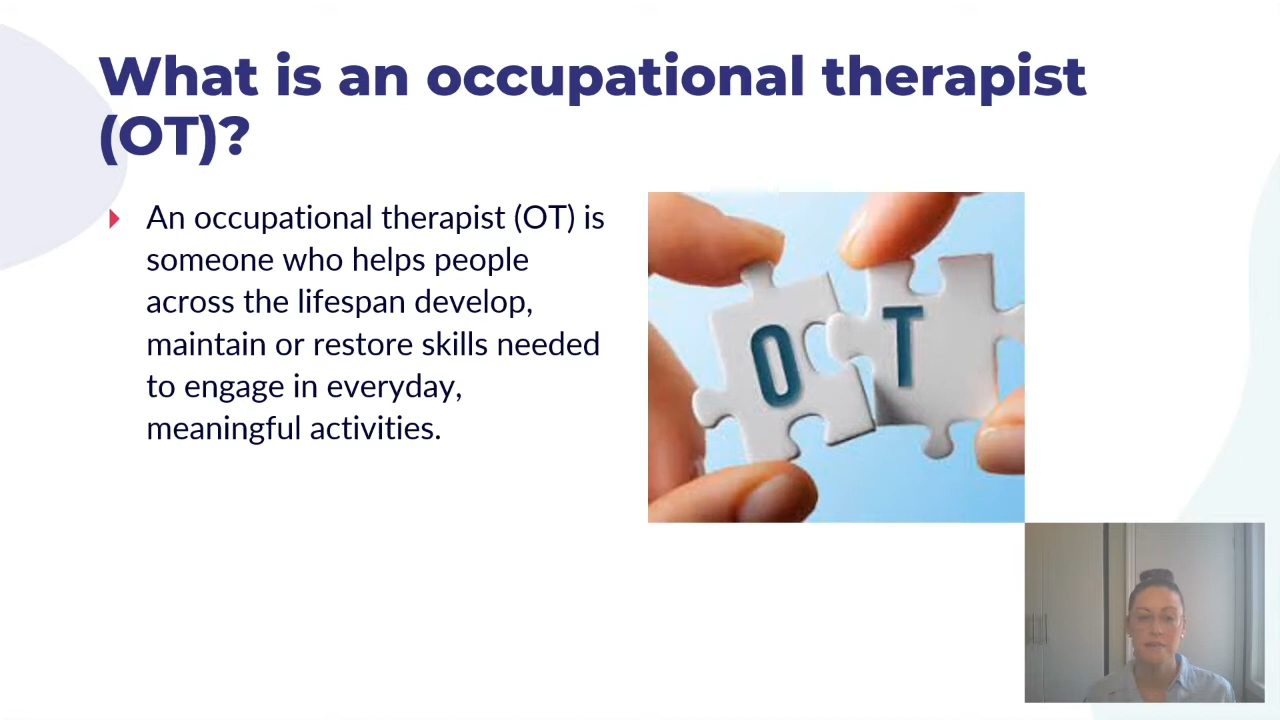 What is an occupational therapist
(OT)?
An occupational therapist (OT) is
someone who helps people
across the lifespan develop,
maintain or restore skills needed
to engage in everyday,
meaningful activities.
O T